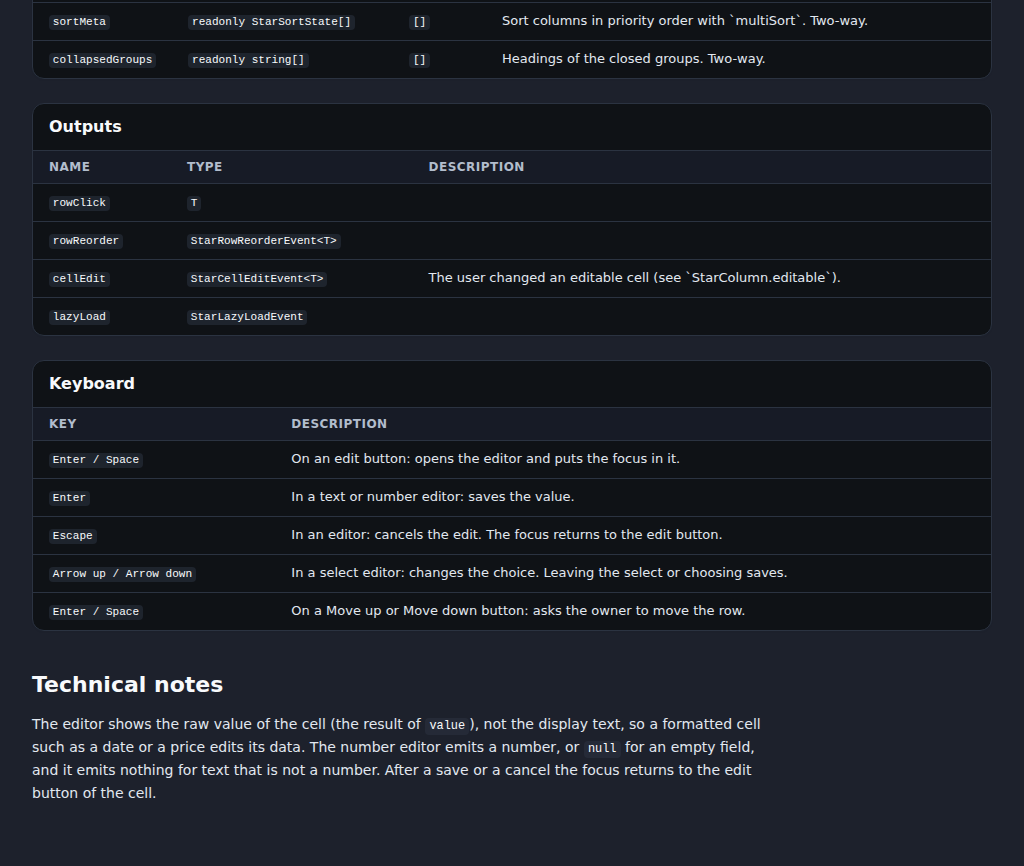 sortMeta readonly StarSortState[] [] Sort columns in priority order with `multiSort`. Two-way.
collapsedGroups readonly string[] [] Headings of the closed groups. Two-way.
Outputs
NAME TYPE DESCRIPTION
rowClick T
rowReorder StarRowReorderEvent<T>
cellEdit StarCellEditEvent<T> The user changed an editable cell (see `StarColumn.editable`).
lazyLoad StarLazyLoadEvent
Keyboard
KEY DESCRIPTION
Enter / Space On an edit button: opens the editor and puts the focus in it.
Enter In a text or number editor: saves the value.
Escape In an editor: cancels the edit. The focus returns to the edit button.
Arrow up / Arrow down In a select editor: changes the choice. Leaving the select or choosing saves.
Enter / Space On a Move up or Move down button: asks the owner to move the row.
Technical notes
The editor shows the raw value of the cell (the result of value), not the display text, so a formatted cell
such as a date or a price edits its data. The number editor emits a number, or null for an empty field,
and it emits nothing for text that is not a number. After a save or a cancel the focus returns to the edit
button of the cell.